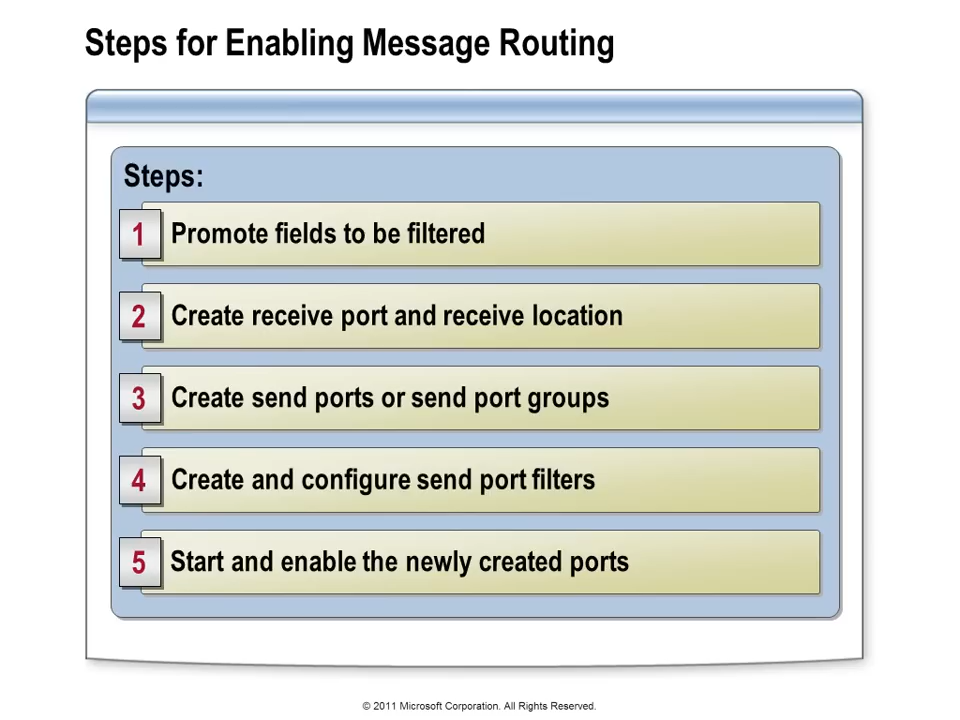 Steps for Enabling Message Routing
Steps:
1 Promote fields to be filtered
2 Create receive port and receive location
3 Create send ports or send port groups
4 Create and configure send port filters
5 Start and enable the newly created ports
© 2011 Microsoft Corporation. All Rights Reserved.